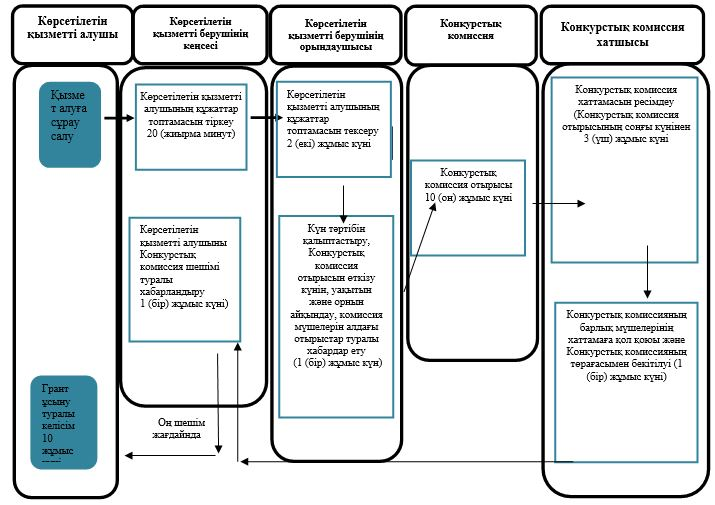 Көрсетілетін
қызметті алушы
Көрсетілетін
қызметті берушінің
кеңсесі
Көрсетілетін
қызметті берушінің
орындаушысы
Конкурстық
комиссия
Конкурстық комиссия
хатшысы
Қызме
т алуға
сұрау
салу
Көрсетілетін қызметті
алушының құжаттар
топтамасын тіркеу
20 (жиырма минут)
Көрсетілетін
қызметті алушының
құжаттар
топтамасын тексеру
2 (екі) жұмыс күні
Конкурстық
комиссия отырысы
10 (он) жұмыс күні
Конкурстық комиссия
хаттамасын ресімдеу
(Конкурстық комиссия
отырысының соңғы күнінен
3 (үш) жұмыс күні
Көрсетілетін
қызметті алушыны
Конкурстық
комиссия шешімі
туралы
хабарландыру
1 (бір) жұмыс күні)
Күн тәртібін
қалыптастыру,
Конкурстық
комиссия
отырысын өткізу
күнін, уақытын
және орнын
айқындау, комиссия
мүшелерін алдағы
отырыстар туралы
хабардар ету
(1 (бір) жұмыс күн)
Конкурстық комиссияның
барлық мүшелерінің
хаттамаға қол қоюы және
Конкурстық комиссияның
төрағасымен бекітілуі (1
(бір) жұмыс күні)
Грант
ұсыну
туралы
келісім
10
жұмыс
Оң шешім
жағдайнда